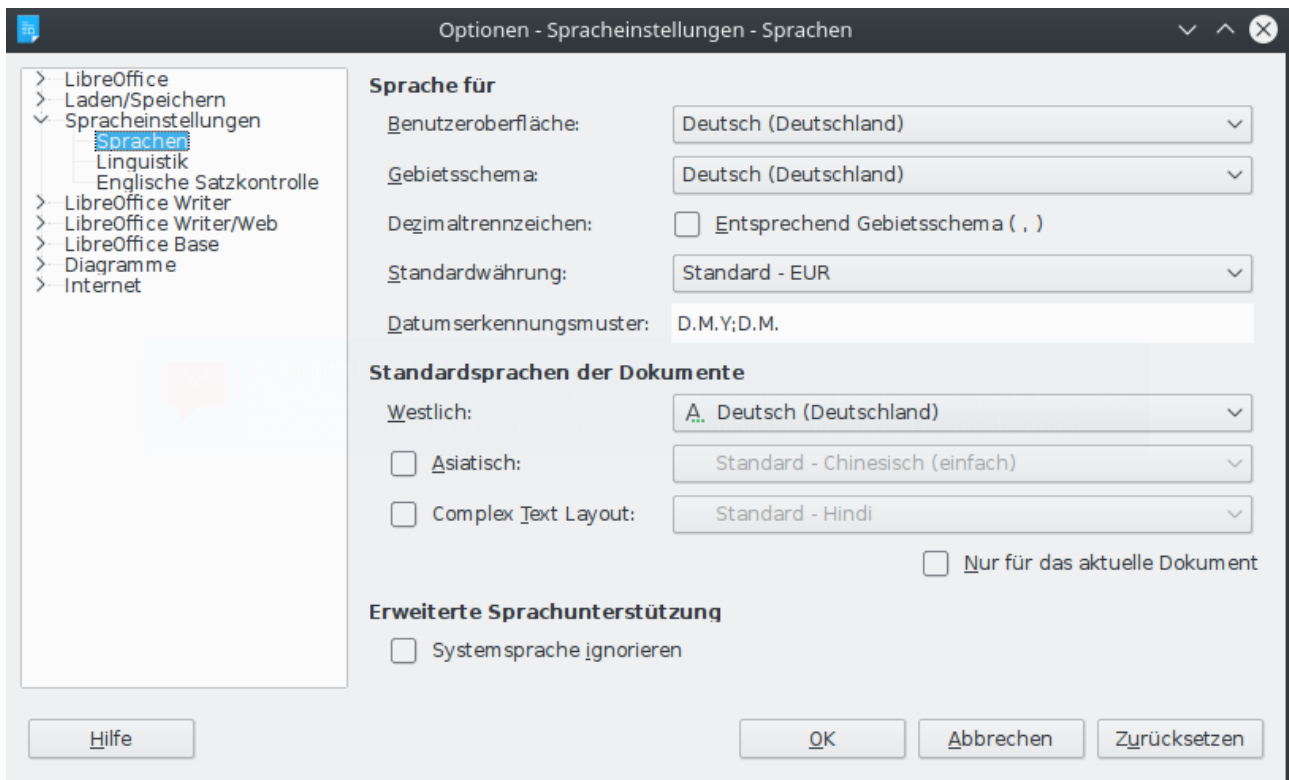 Optionen - Spracheinstellungen - Sprachen
LibreOffice
Laden/Speichern
Spracheinstellungen
Sprachen
Linguistik
Englische Satzkontrolle
LibreOffice Writer
LibreOffice Writer/Web
LibreOffice Base
Diagramme
Internet
Sprache für
Benutzeroberfläche: Deutsch (Deutschland)
Gebietsschema: Deutsch (Deutschland)
Dezimaltrennzeichen: Entsprechend Gebietsschema ( , )
Standardwährung: Standard - EUR
Datumserkennungsmuster: D.M.Y;D.M.
Standardsprachen der Dokumente
Westlich: Deutsch (Deutschland)
Asiatisch: Standard - Chinesisch (einfach)
Complex Text Layout: Standard - Hindi
Nur für das aktuelle Dokument
Erweiterte Sprachunterstützung
Systemsprache ignorieren
Hilfe OK Abbrechen Zurücksetzen